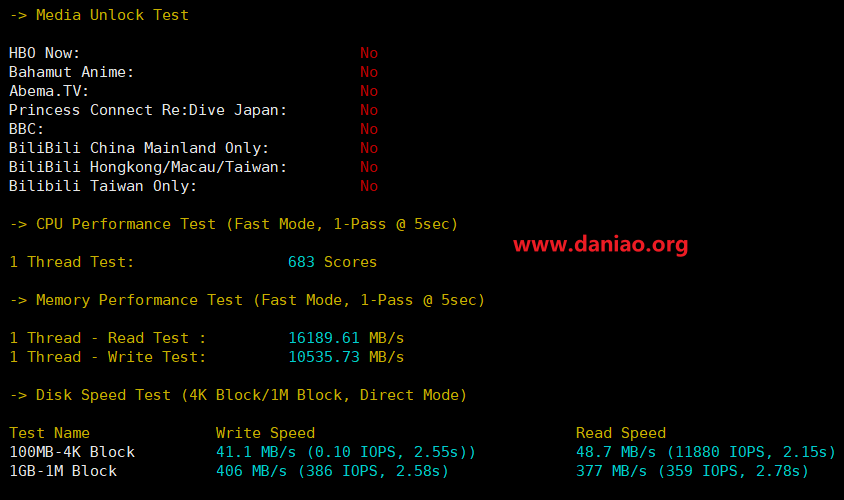 -> Media Unlock Test
HBO Now: No
Bahamut Anime: No
Abema.TV: No
Princess Connect Re:Dive Japan: No
BBC: No
BiliBili China Mainland Only: No
BiliBili Hongkong/Macau/Taiwan: No
Bilibili Taiwan Only: No
-> CPU Performance Test (Fast Mode, 1-Pass @ 5sec)
www.daniao.org
1 Thread Test: 683 Scores
-> Memory Performance Test (Fast Mode, 1-Pass @ 5sec)
1 Thread - Read Test : 16189.61 MB/s
1 Thread - Write Test: 10535.73 MB/s
-> Disk Speed Test (4K Block/1M Block, Direct Mode)
Test Name Write Speed Read Speed
100MB-4K Block 41.1 MB/s (0.10 IOPS, 2.55s)) 48.7 MB/s (11880 IOPS, 2.15s)
1GB-1M Block 406 MB/s (386 IOPS, 2.58s) 377 MB/s (359 IOPS, 2.78s)